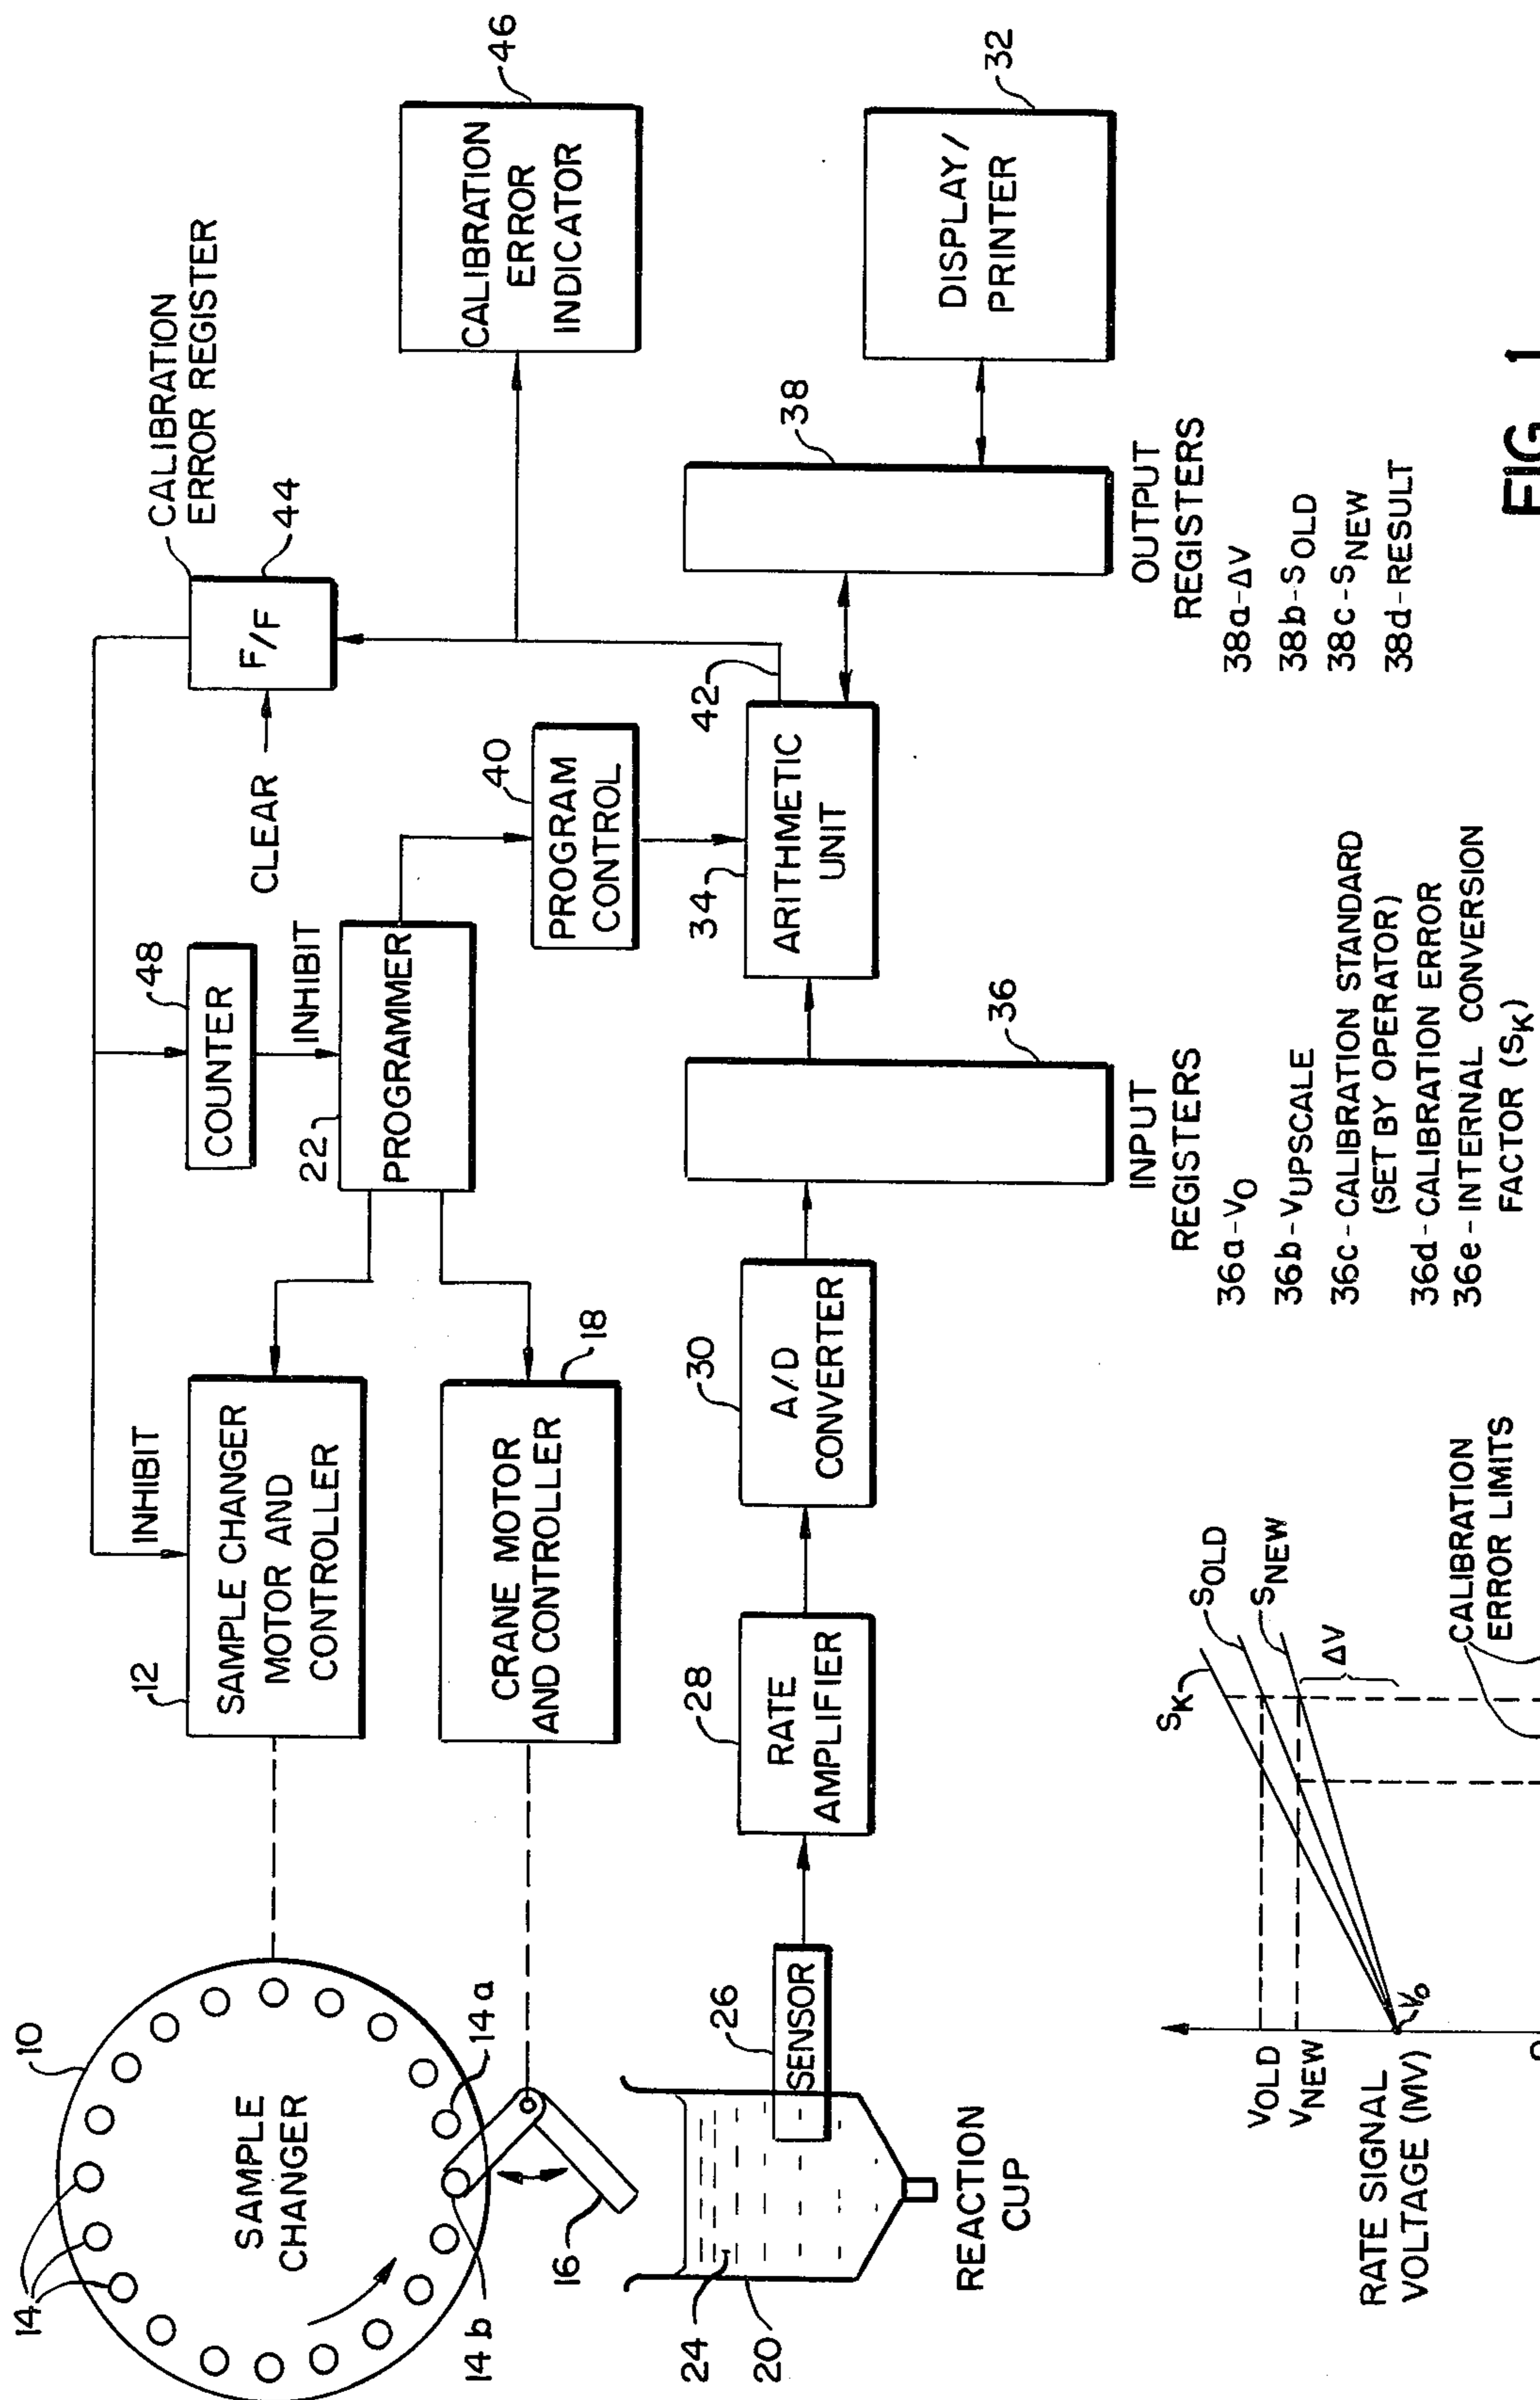 10
14
SAMPLE
CHANGER
14a
14b
16
12
SAMPLE CHANGER
MOTOR AND
CONTROLLER
INHIBIT
CRANE MOTOR
AND CONTROLLER
18
48
COUNTER
INHIBIT
22
PROGRAMMER
CLEAR
F/F
44
CALIBRATION
ERROR REGISTER
40
PROGRAM
CONTROL
CALIBRATION
ERROR
INDICATOR
46
24
20
REACTION
CUP
26
SENSOR
28
RATE
AMPLIFIER
30
A/D
CONVERTER
36
INPUT
REGISTERS
36a-V0
36b-VUPSCALE
36c-CALIBRATION STANDARD
(SET BY OPERATOR)
36d-CALIBRATION ERROR
36e-INTERNAL CONVERSION
FACTOR (SK)
34
ARITHMETIC
UNIT
42
38
OUTPUT
REGISTERS
38a-ΔV
38b-SOLD
38c-SNEW
38d-RESULT
DISPLAY/
PRINTER
32
RATE SIGNAL
VOLTAGE (MV)
VOLD
VNEW
V0
SK
SOLD
SNEW
ΔV
CALIBRATION
ERROR LIMITS
FIG. 1